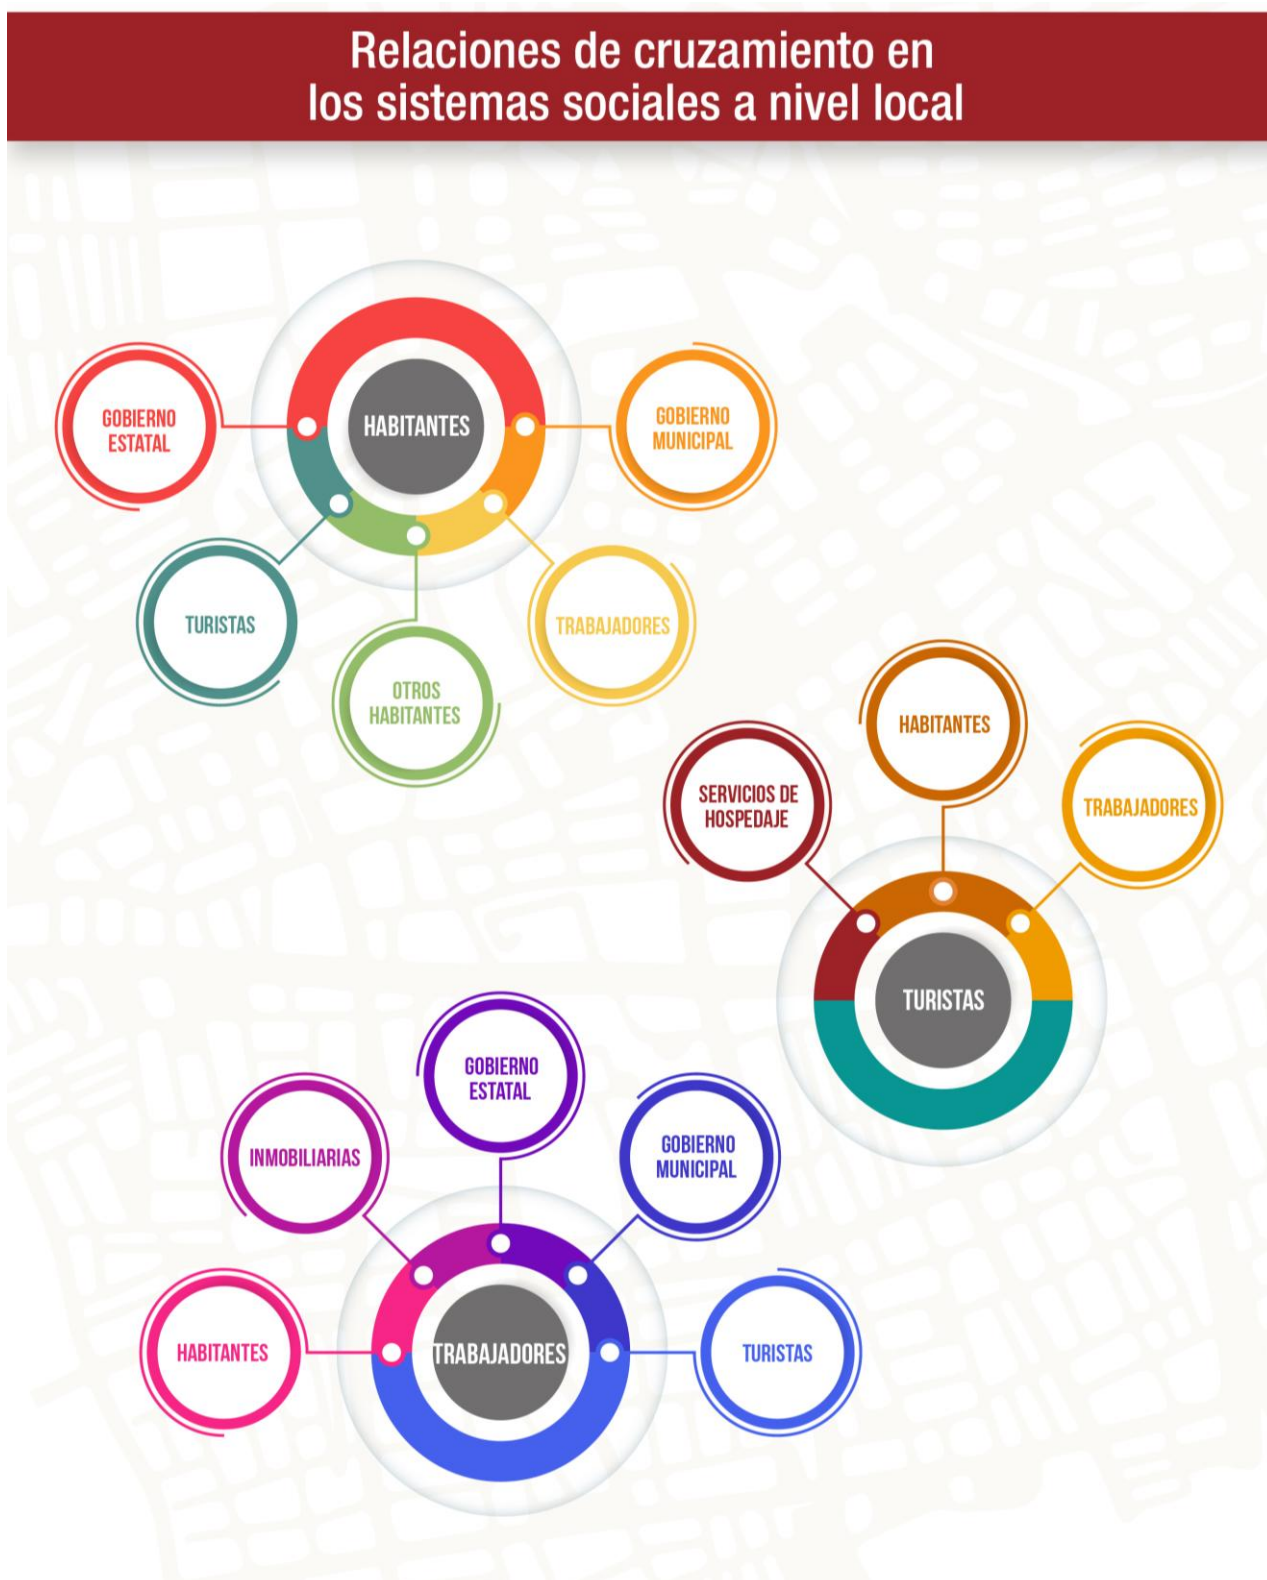 Relaciones de cruzamiento en
los sistemas sociales a nivel local
GOBIERNO
ESTATAL
HABITANTES
GOBIERNO
MUNICIPAL
TURISTAS
OTROS
HABITANTES
TRABAJADORES
SERVICIOS DE
HOSPEDAJE
HABITANTES
TRABAJADORES
TURISTAS
GOBIERNO
ESTATAL
INMOBILIARIAS
GOBIERNO
MUNICIPAL
HABITANTES
TRABAJADORES
TURISTAS